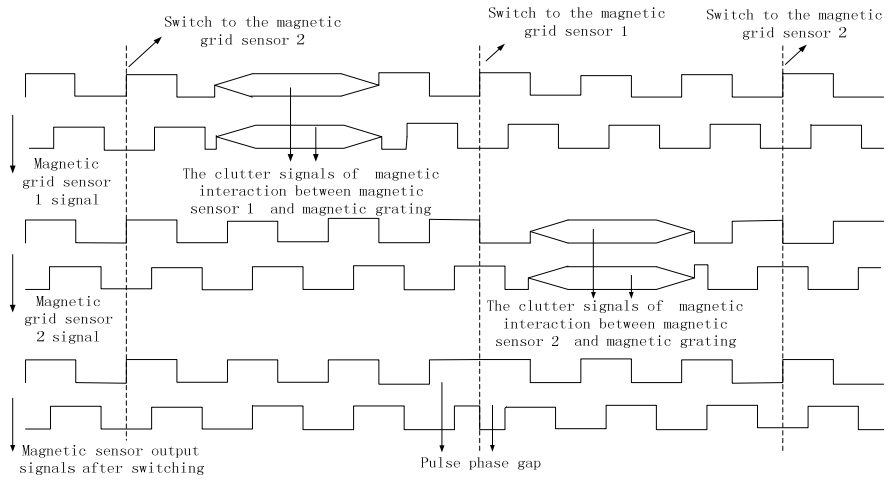 Switch to the magnetic
grid sensor 2
Switch to the magnetic
grid sensor 1
Switch to the magnetic
grid sensor 2
Magnetic
grid sensor
1 signal
The clutter signals of magnetic
interaction between magnetic
sensor 1 and magnetic grating
Magnetic
grid sensor
2 signal
The clutter signals of magnetic
interaction between magnetic
sensor 2 and magnetic grating
Magnetic sensor output
signals after switching
Pulse phase gap